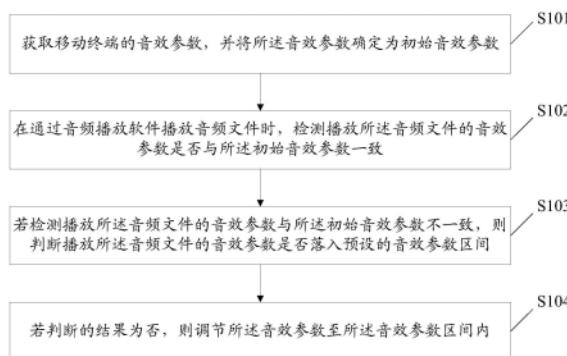 S101
获取移动终端的音效参数，并将所述音效参数确定为初始音效参数
S102
在通过音频播放软件播放音频文件时，检测播放所述音频文件的音效
参数是否与所述初始音效参数一致
S103
若检测播放所述音频文件的音效参数与所述初始音效参数不一致，则
判断播放所述音频文件的音效参数是否落入预设的音效参数区间
S104
若判断的结果为否，则调节所述音效参数至所述音效参数区间内